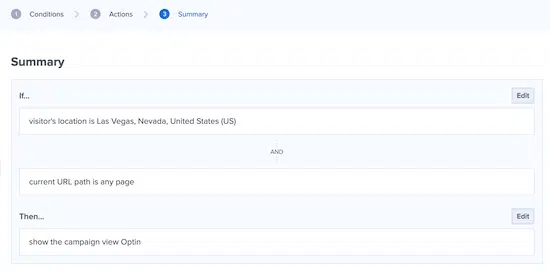 1 Conditions 2 Actions 3 Summary
Summary
If... Edit
visitor's location is Las Vegas, Nevada, United States (US)
AND
current URL path is any page
Then... Edit
show the campaign view Optin